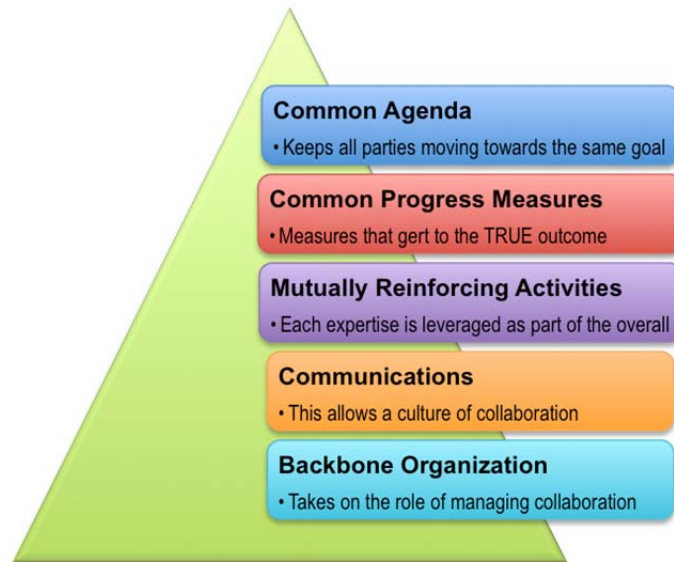 Common Agenda
• Keeps all parties moving towards the same goal
Common Progress Measures
• Measures that gert to the TRUE outcome
Mutually Reinforcing Activities
• Each expertise is leveraged as part of the overall
Communications
• This allows a culture of collaboration
Backbone Organization
• Takes on the role of managing collaboration